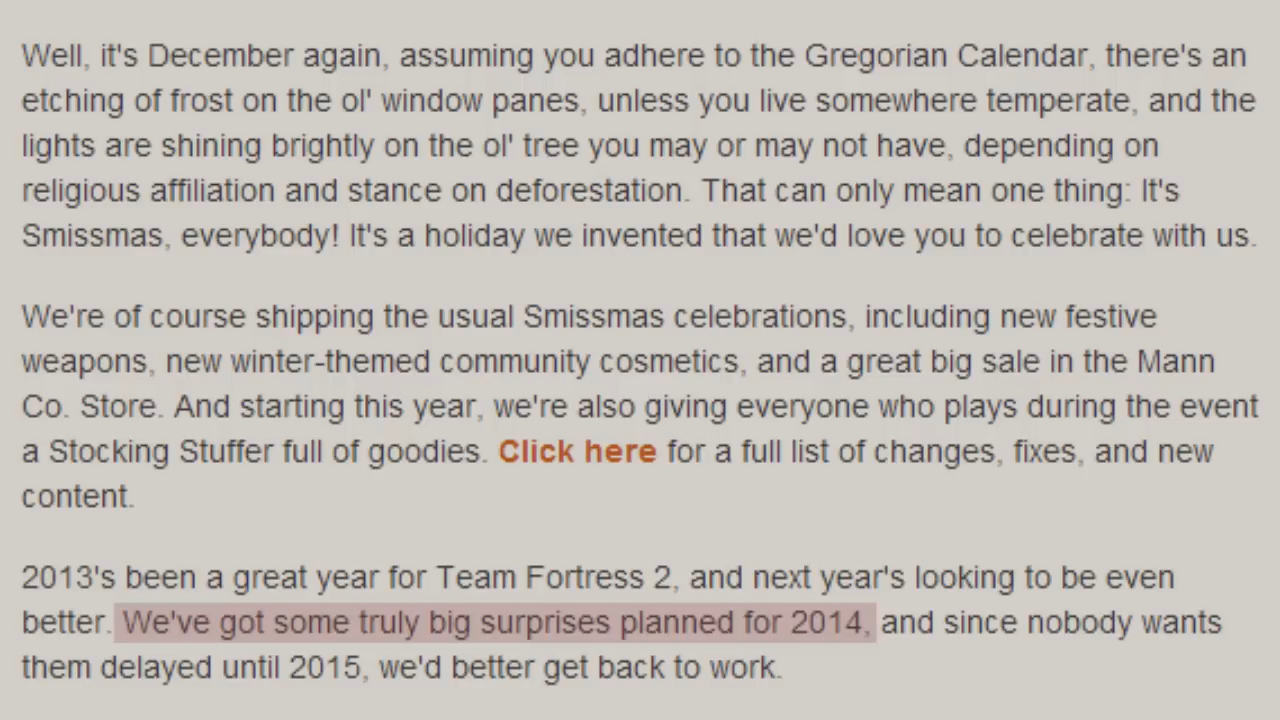 Well, it's December again, assuming you adhere to the Gregorian Calendar, there's an
etching of frost on the ol' window panes, unless you live somewhere temperate, and the
lights are shining brightly on the ol' tree you may or may not have, depending on
religious affiliation and stance on deforestation. That can only mean one thing: It's
Smissmas, everybody! It's a holiday we invented that we'd love you to celebrate with us.
We're of course shipping the usual Smissmas celebrations, including new festive
weapons, new winter-themed community cosmetics, and a great big sale in the Mann
Co. Store. And starting this year, we're also giving everyone who plays during the event
a Stocking Stuffer full of goodies. Click here for a full list of changes, fixes, and new
content.
2013's been a great year for Team Fortress 2, and next year's looking to be even
better. We've got some truly big surprises planned for 2014, and since nobody wants
them delayed until 2015, we'd better get back to work.